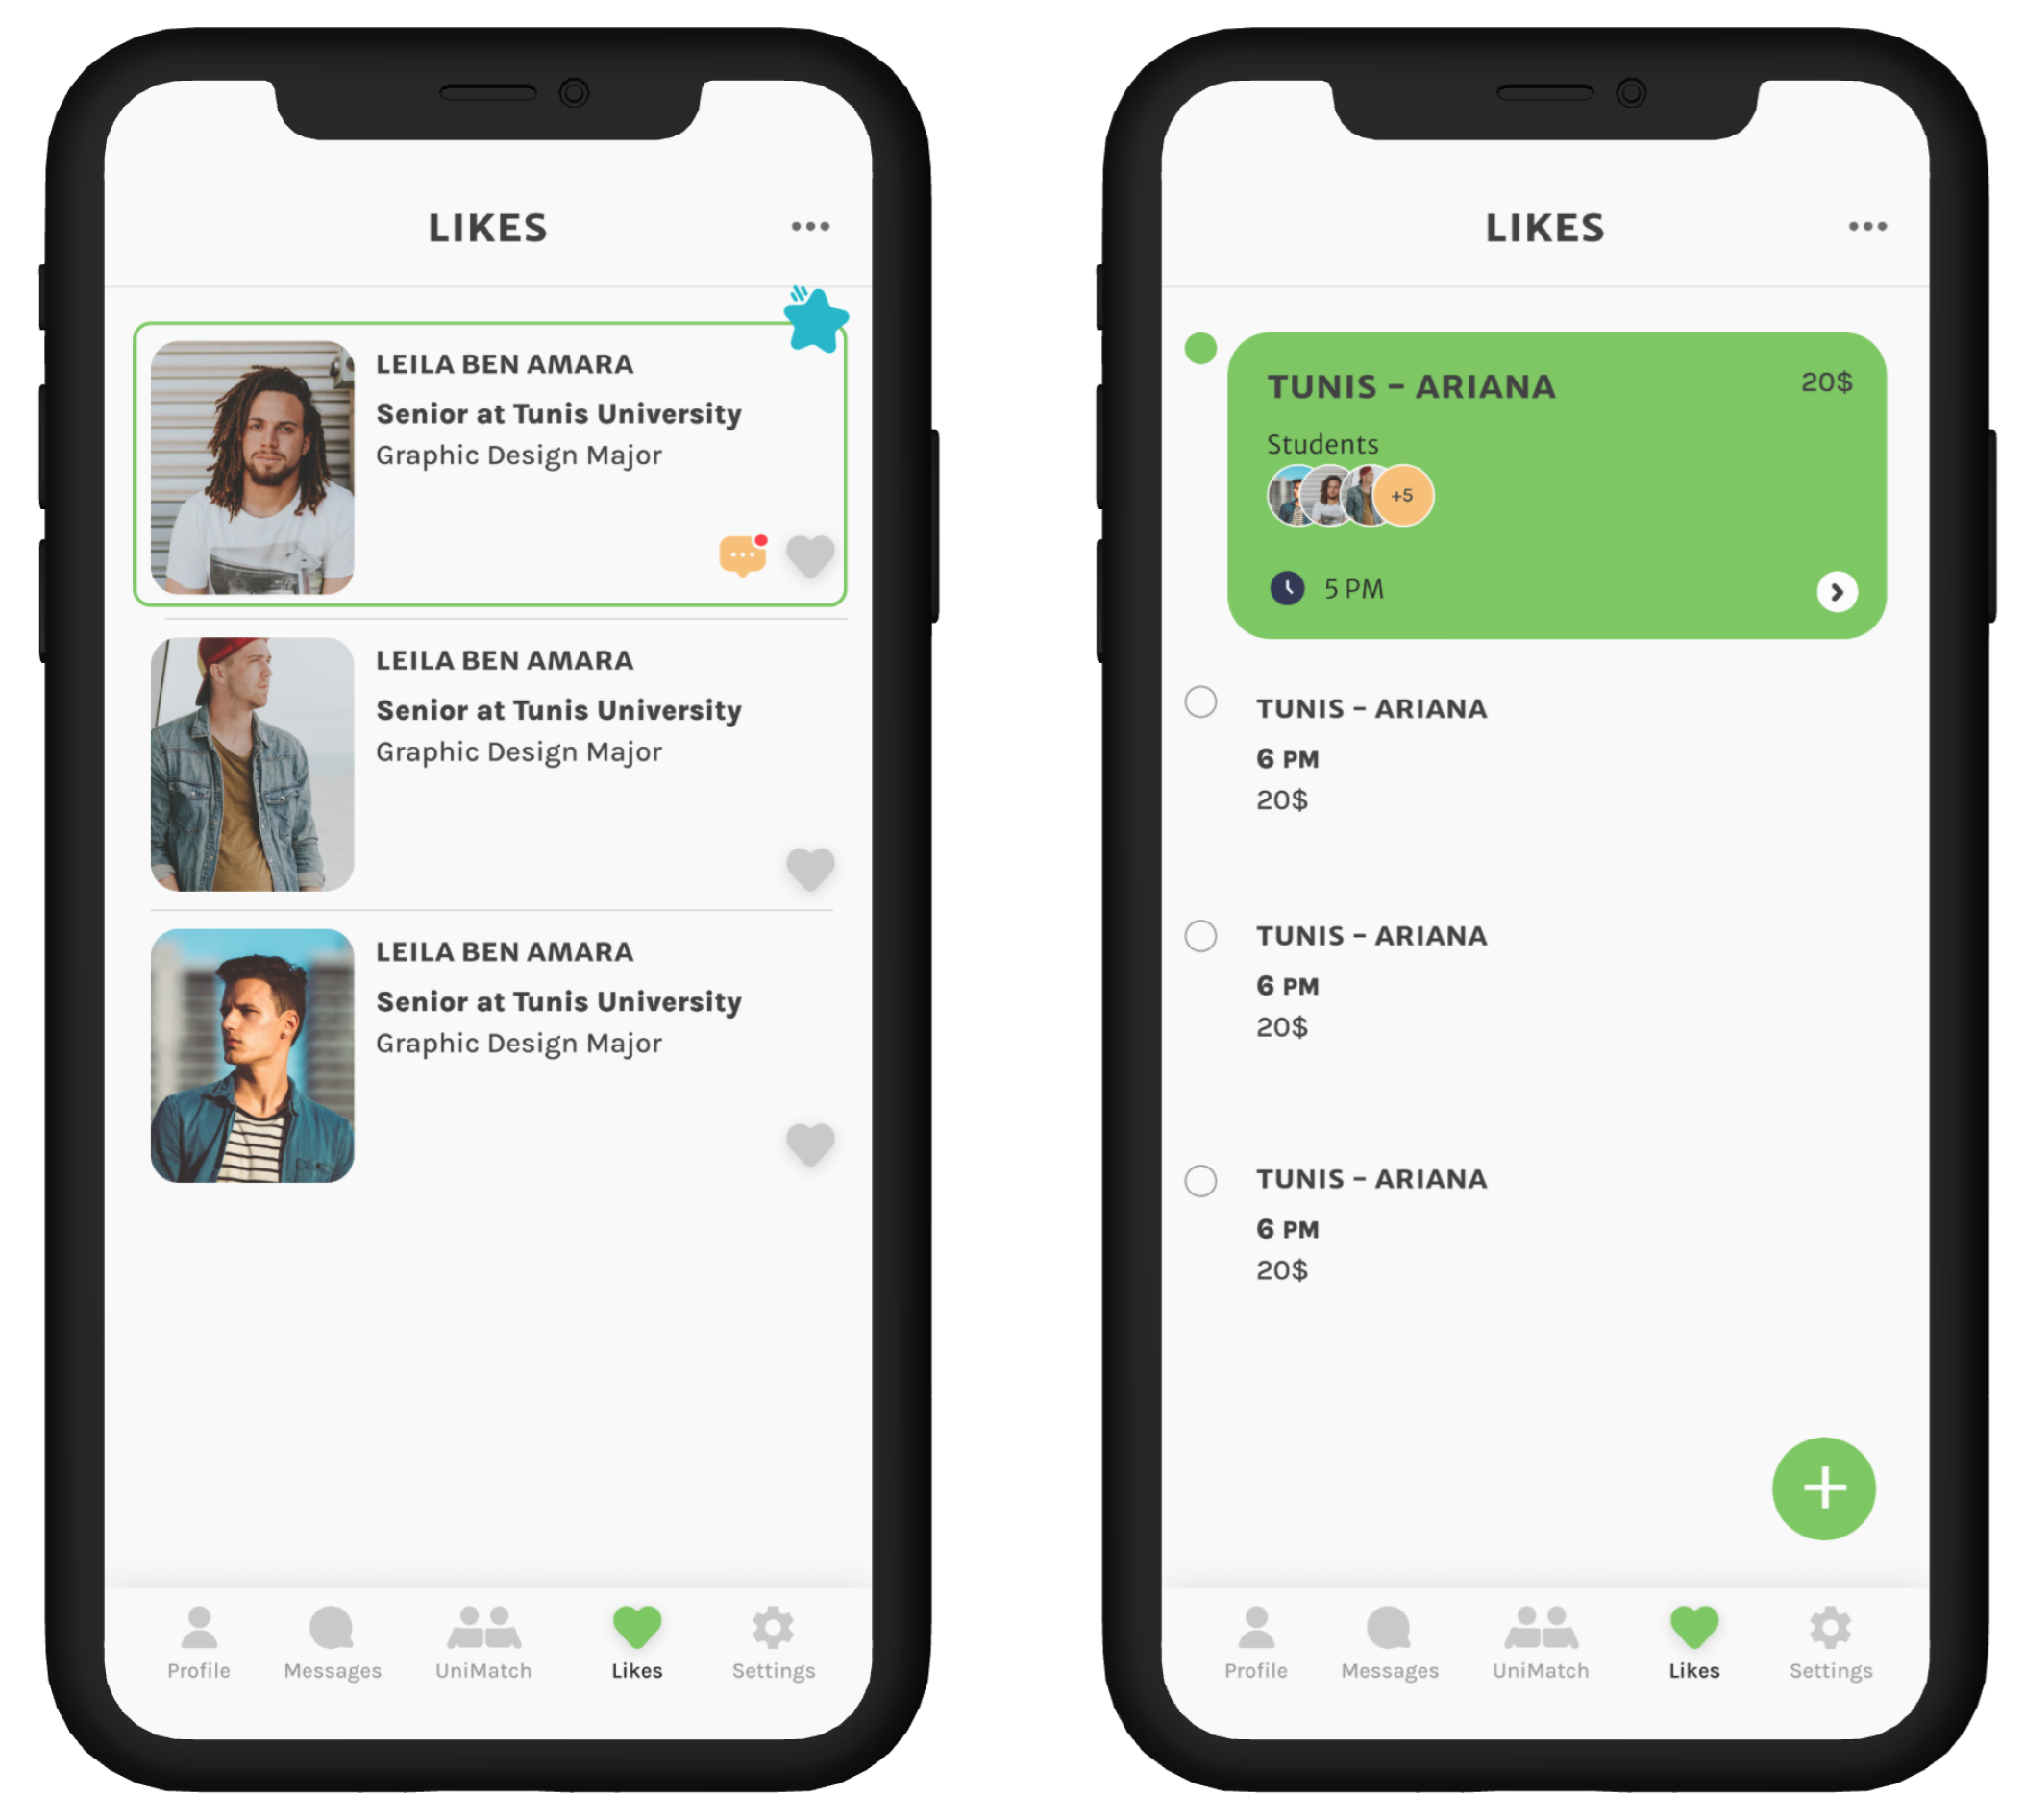 LIKES
LEILA BEN AMARA
Senior at Tunis University
Graphic Design Major
LEILA BEN AMARA
Senior at Tunis University
Graphic Design Major
LEILA BEN AMARA
Senior at Tunis University
Graphic Design Major
Profile
Messages
UniMatch
Likes
Settings
LIKES
TUNIS – ARIANA
20$
Students
+5
5 PM
TUNIS – ARIANA
6 PM
20$
TUNIS – ARIANA
6 PM
20$
TUNIS – ARIANA
6 PM
20$
Profile
Messages
UniMatch
Likes
Settings